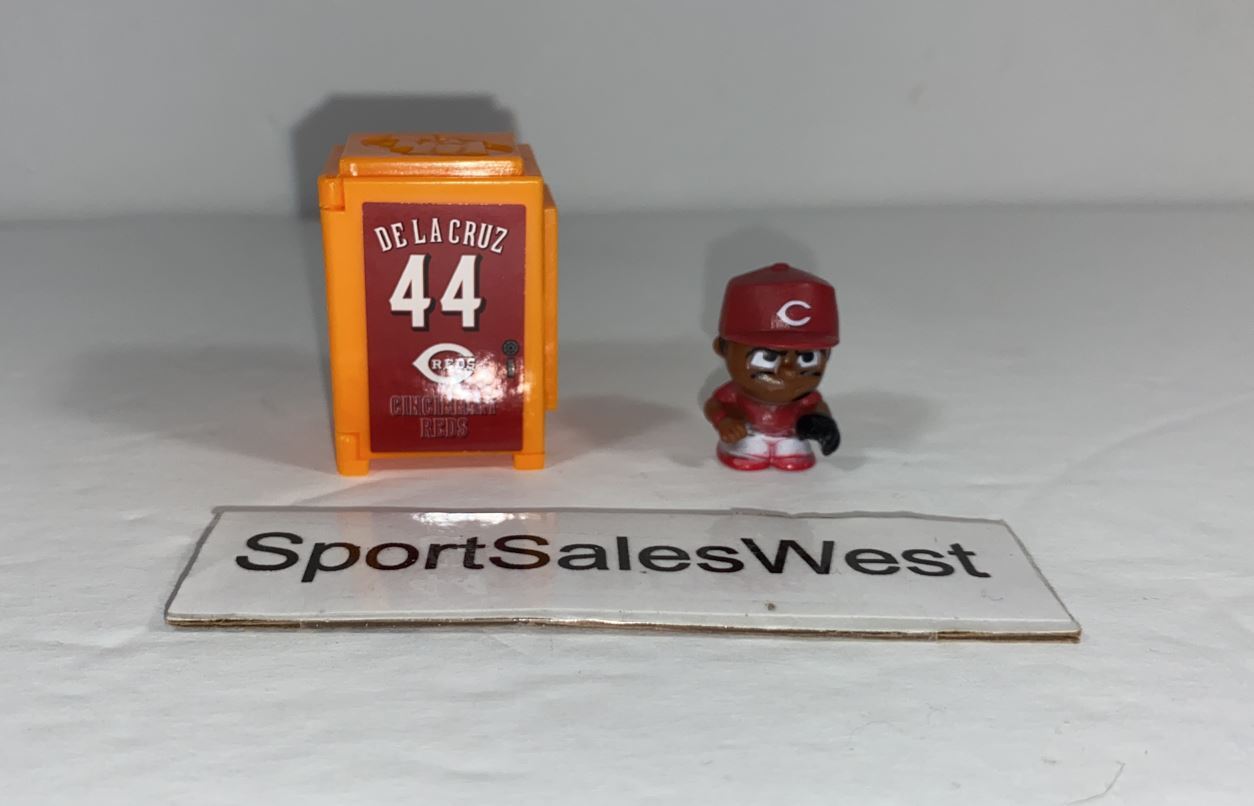 DE LA CRUZ
44
REDS
CINCINNATI
REDS
C
SportSalesWest